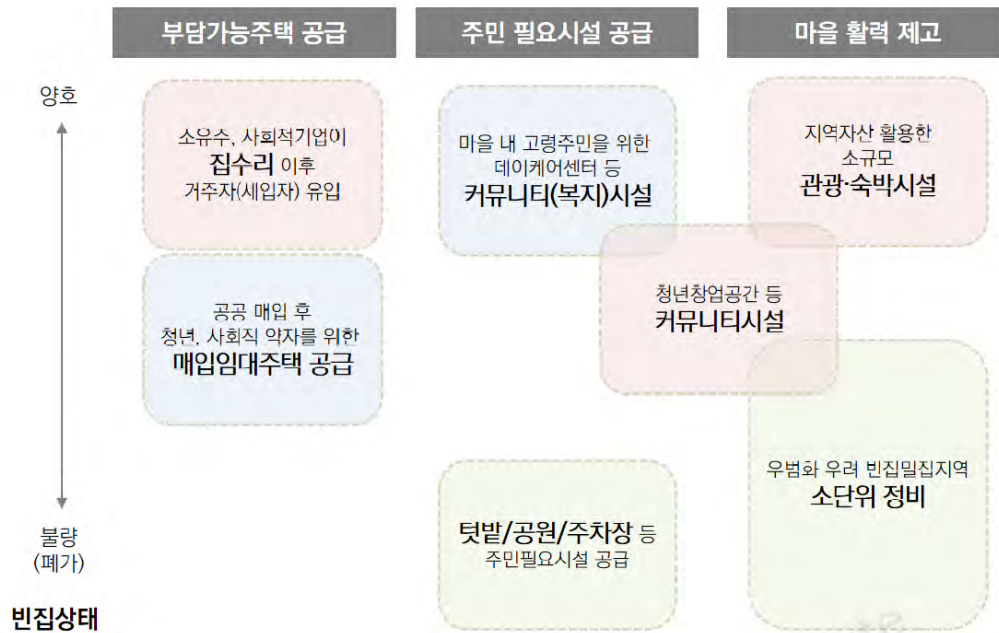 부담가능주택 공급
주민 필요시설 공급
마을 활력 제고
양호
소유수, 사회적기업이
집수리 이후
거주자(세입자) 유입
마을 내 고령주민을 위한
데이케어센터 등
커뮤니티(복지)시설
지역자산 활용한
소규모
관광·숙박시설
공공 매입 후
청년, 사회직 약자를 위한
매입임대주택 공급
청년창업공간 등
커뮤니티시설
우범화 우려 빈집밀집지역
소단위 정비
텃밭/공원/주차장 등
주민필요시설 공급
불량
(폐가)
빈집상태